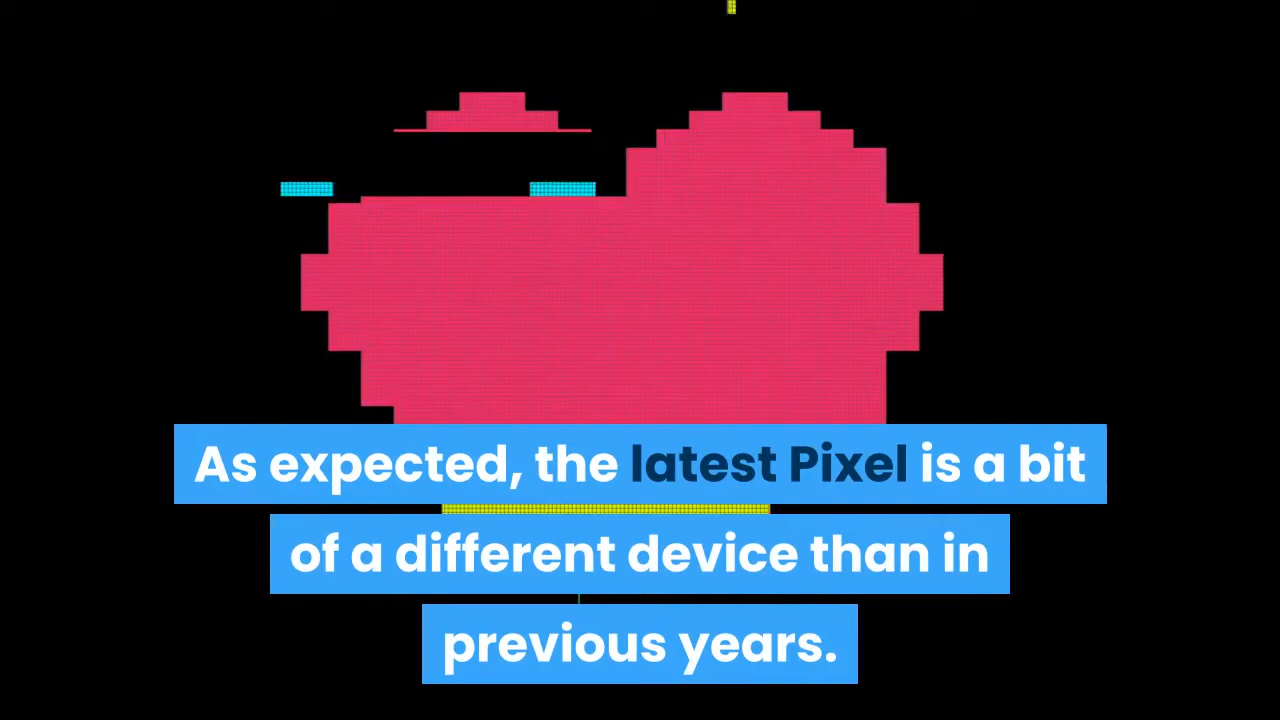 As expected, the latest Pixel is a bit
of a different device than in
previous years.